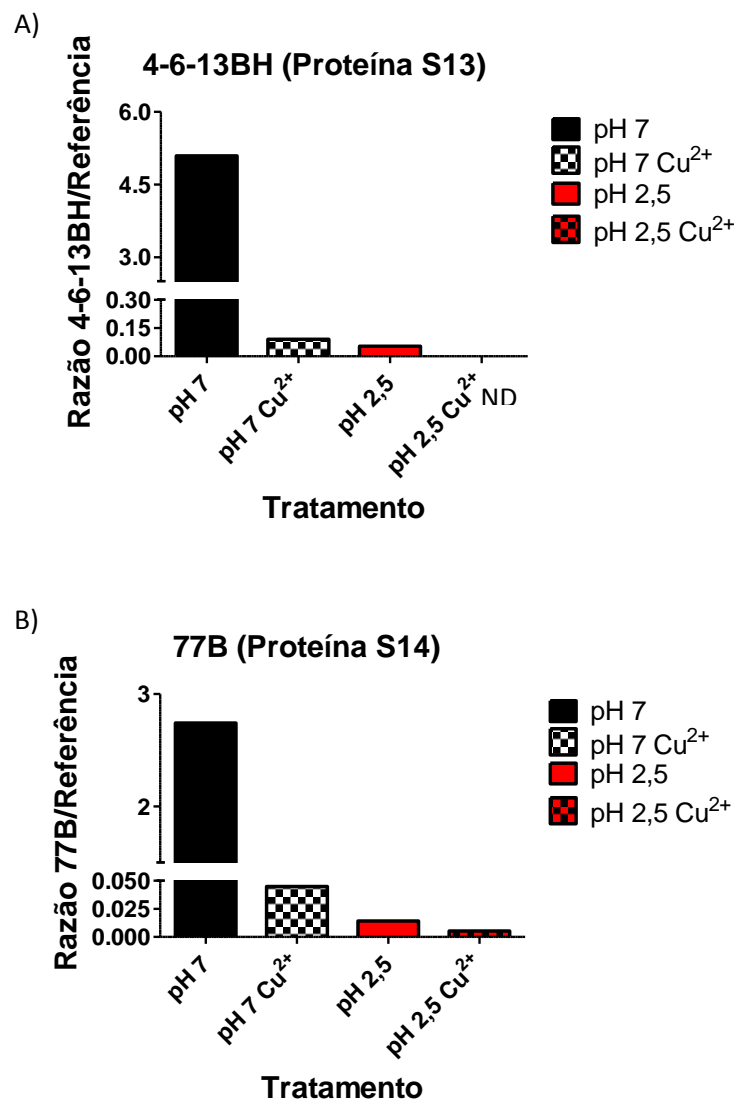 A)
4-6-13BH (Proteína S13)
Razão 4-6-13BH/Referência
6.0
4.5
3.0
0.30
0.15
0.00
pH 7
pH 7 Cu²⁺
pH 2,5
pH 2,5 Cu²⁺
ND
Tratamento
pH 7
pH 7 Cu²⁺
pH 2,5
pH 2,5 Cu²⁺
B)
77B (Proteína S14)
Razão 77B/Referência
3
2
0.050
0.025
0.000
pH 7
pH 7 Cu²⁺
pH 2,5
pH 2,5 Cu²⁺
Tratamento
pH 7
pH 7 Cu²⁺
pH 2,5
pH 2,5 Cu²⁺